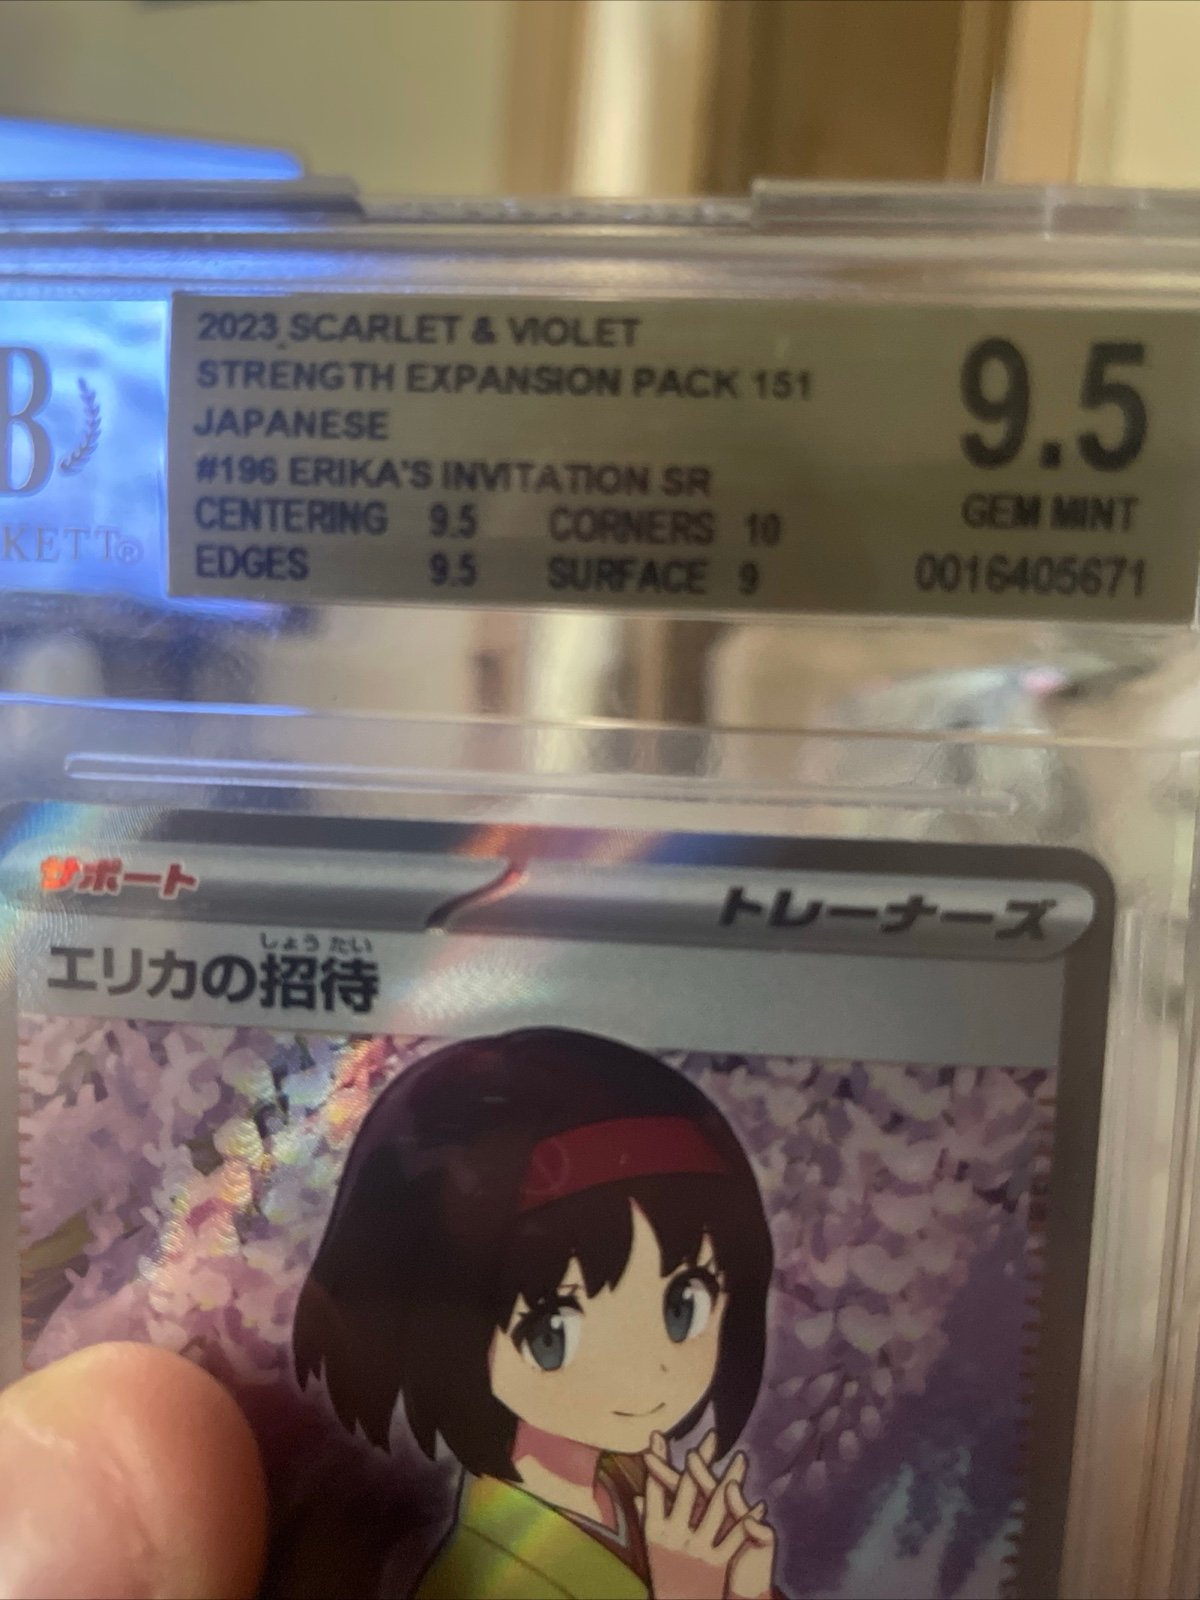 B
KETT®
2023 SCARLET & VIOLET
STRENGTH EXPANSION PACK 151
JAPANESE
#196 ERIKA'S INVITATION SR
CENTERING 9.5 CORNERS 10
EDGES 9.5 SURFACE 9
9.5
GEM MINT
0016405671
サポート
トレーナーズ
しょう たい
エリカの招待